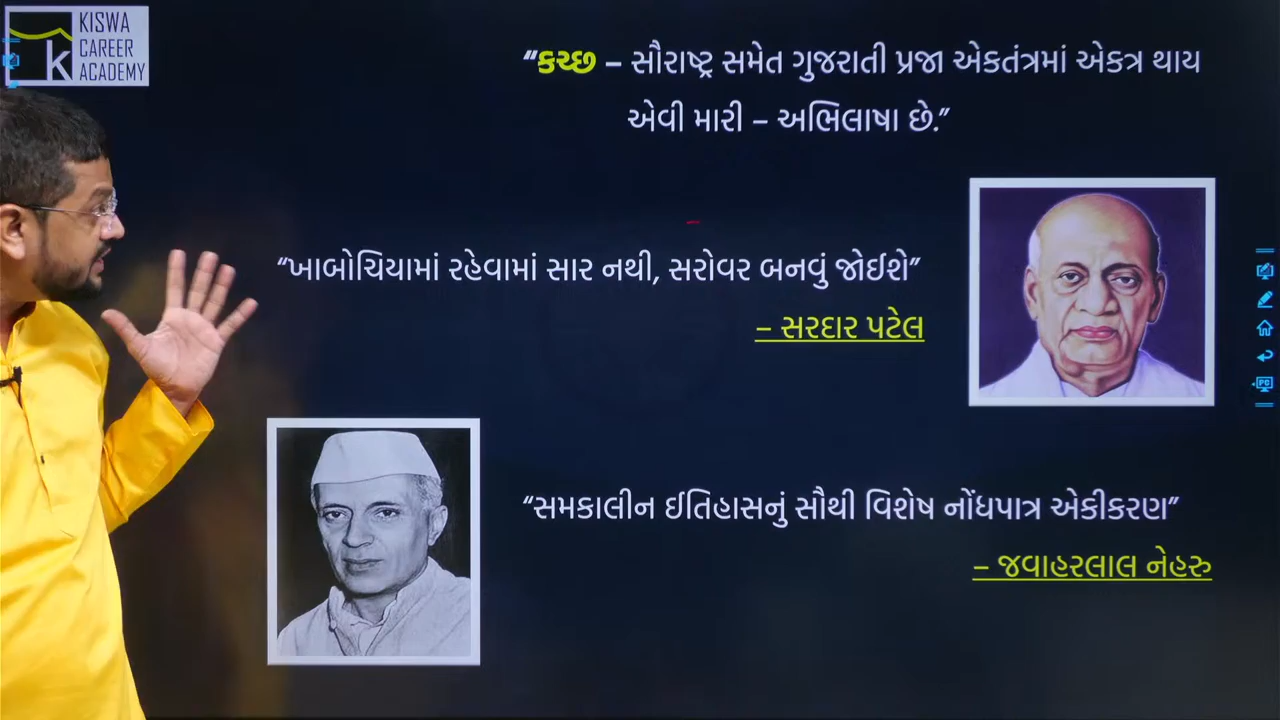 KISWA
CAREER
ACADEMY
k
“કચ્છ – સૌરાષ્ટ્ર સમેત ગુજરાતી પ્રજા એકતંત્રમાં એકત્ર થાય
એવી મારી – અભિલાષા છે.”
“ખાબોચિયામાં રહેવામાં સાર નથી, સરોવર બનવું જોઈશે”
– સરદાર પટેલ
“સમકાલીન ઈતિહાસનું સૌથી વિશેષ નોંધપાત્ર એકીકરણ”
– જવાહરલાલ નેહરુ
PC